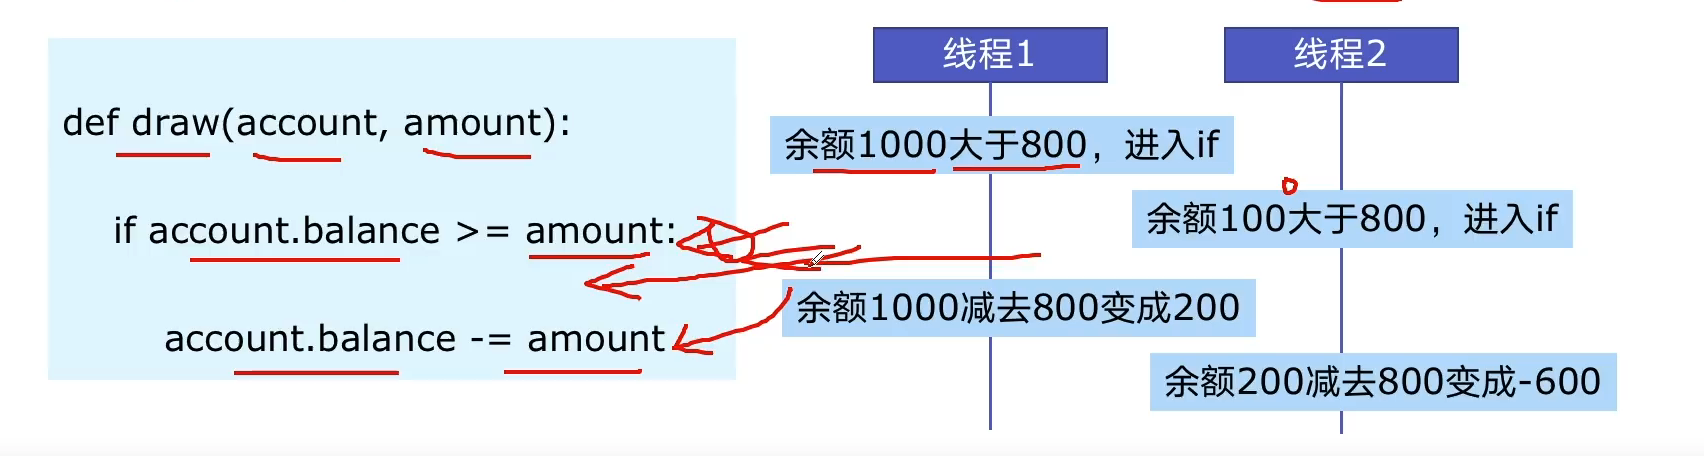 def draw(account, amount):
if account.balance >= amount:
account.balance -= amount
线程1
线程2
余额1000大于800，进入if
余额100大于800，进入if
余额1000减去800变成200
余额200减去800变成-600